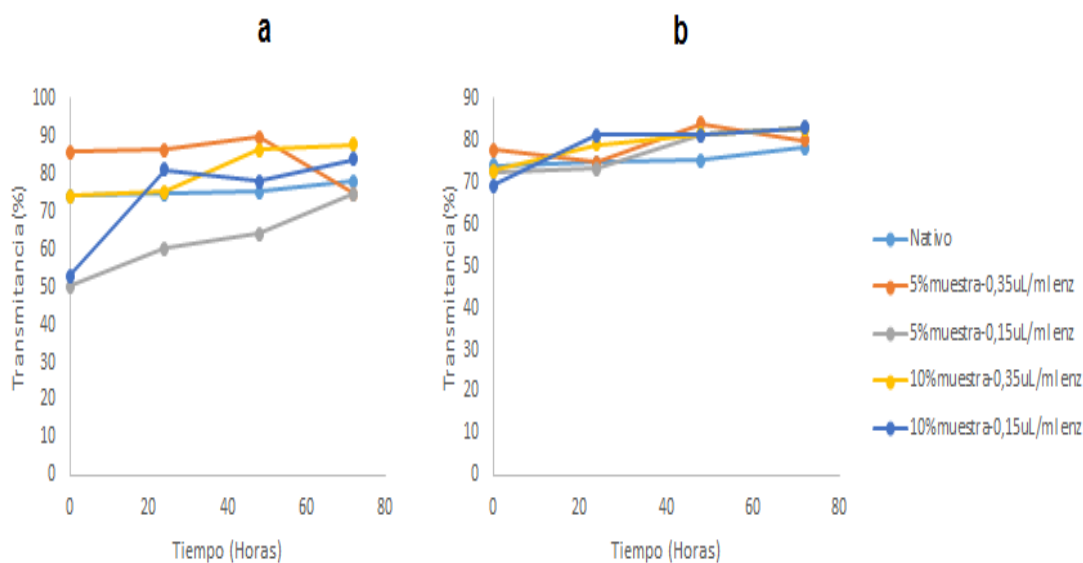 a
b
100
90
80
70
60
50
40
30
20
10
0
Transmitancia (%)
0
20
40
60
80
Tiempo (Horas)
90
80
70
60
50
40
30
20
10
0
Transmitancia (%)
0
20
40
60
80
Tiempo (Horas)
Nativo
5%muestra-0,35uL/ml enz
5%muestra-0,15uL/ml enz
10%muestra-0,35uL/ml enz
10%muestra-0,15uL/ml enz